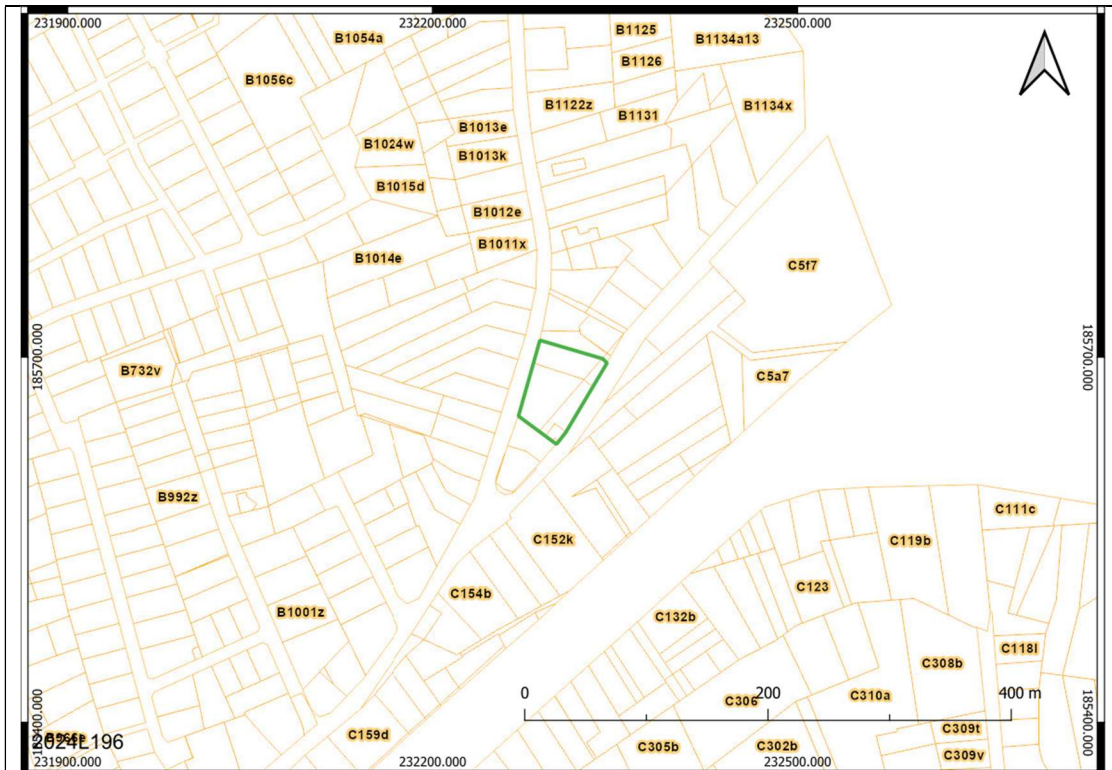 231900.000
232200.000
232500.000
B1054a
B1125
B1134a13
B1126
B1056c
B1122z
B1134x
B1131
B1013e
B1024w
B1013k
B1015d
B1012e
B1011x
B1014e
C5f7
185700.000
185700.000
B732v
C5a7
B992z
C111c
C152k
C119b
C154b
C123
B1001z
C132b
C118l
C308b
0
200
400 m
C306
C310a
185400.000
185400.000
C159d
C309t
2024L196
C305b
C302b
C309v
231900.000
232200.000
232500.000